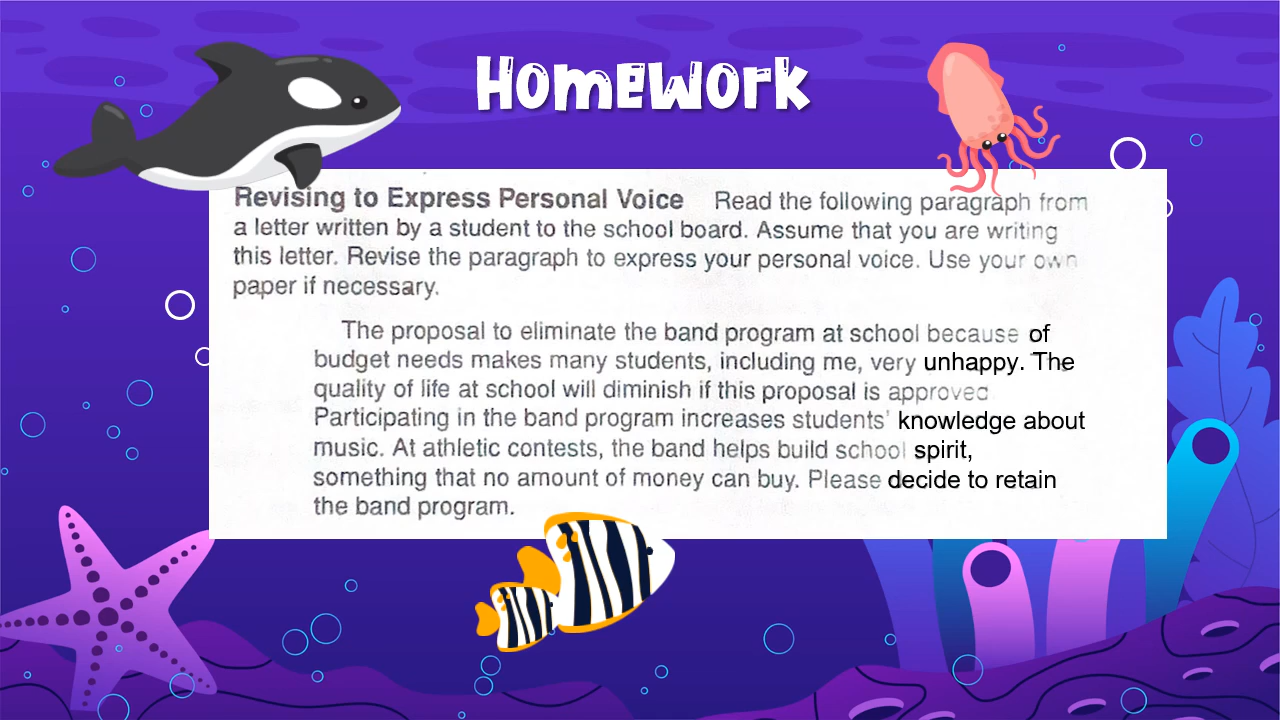 HomEWorK
Revising to Express Personal Voice Read the following paragraph from
a letter written by a student to the school board. Assume that you are writing
this letter. Revise the paragraph to express your personal voice. Use your own
paper if necessary.
The proposal to eliminate the band program at school because of
budget needs makes many students, including me, very unhappy. The
quality of life at school will diminish if this proposal is approved
Participating in the band program increases students' knowledge about
music. At athletic contests, the band helps build school spirit,
something that no amount of money can buy. Please decide to retain
the band program.